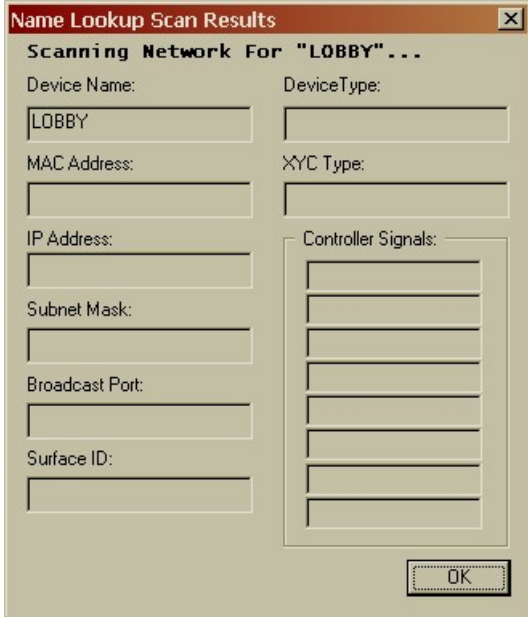 Name Lookup Scan Results
Scanning Network For "LOBBY"...
Device Name:
LOBBY
MAC Address:
IP Address:
Subnet Mask:
Broadcast Port:
Surface ID:
DeviceType:
XYC Type:
Controller Signals:
OK